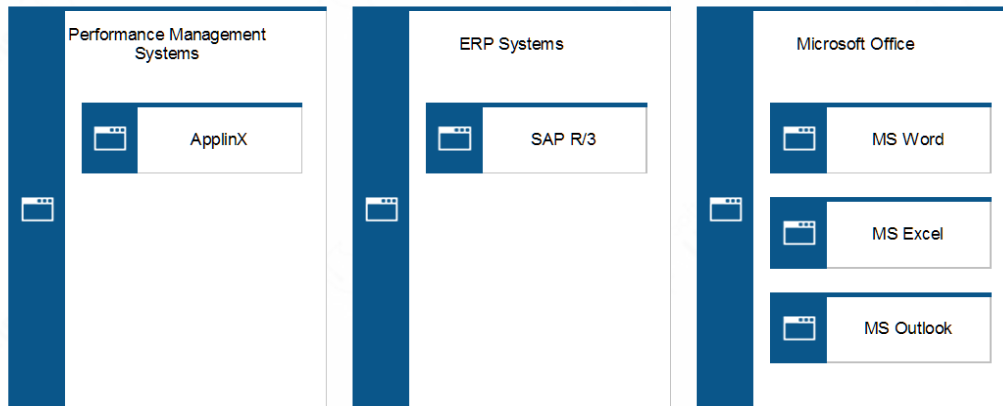 Performance Management
Systems
ERP Systems
Microsoft Office
ApplinX
SAP R/3
MS Word
MS Excel
MS Outlook